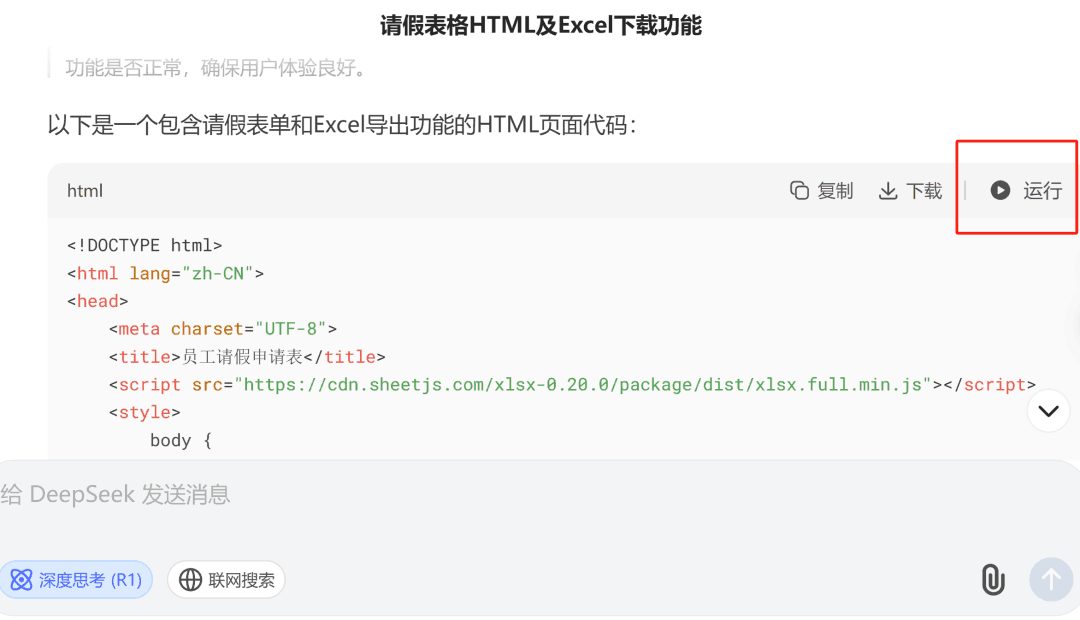 请假表格HTML及Excel下载功能
功能是否正常，确保用户体验良好。
以下是一个包含请假表单和Excel导出功能的HTML页面代码：
html 复制 下载 运行
<!DOCTYPE html>
<html lang="zh-CN">
<head>
    <meta charset="UTF-8">
    <title>员工请假申请表</title>
    <script src="https://cdn.sheetjs.com/xlsx-0.20.0/package/dist/xlsx.full.min.js"></script>
    <style>
        body {
给 DeepSeek 发送消息
深度思考 (R1) 联网搜索